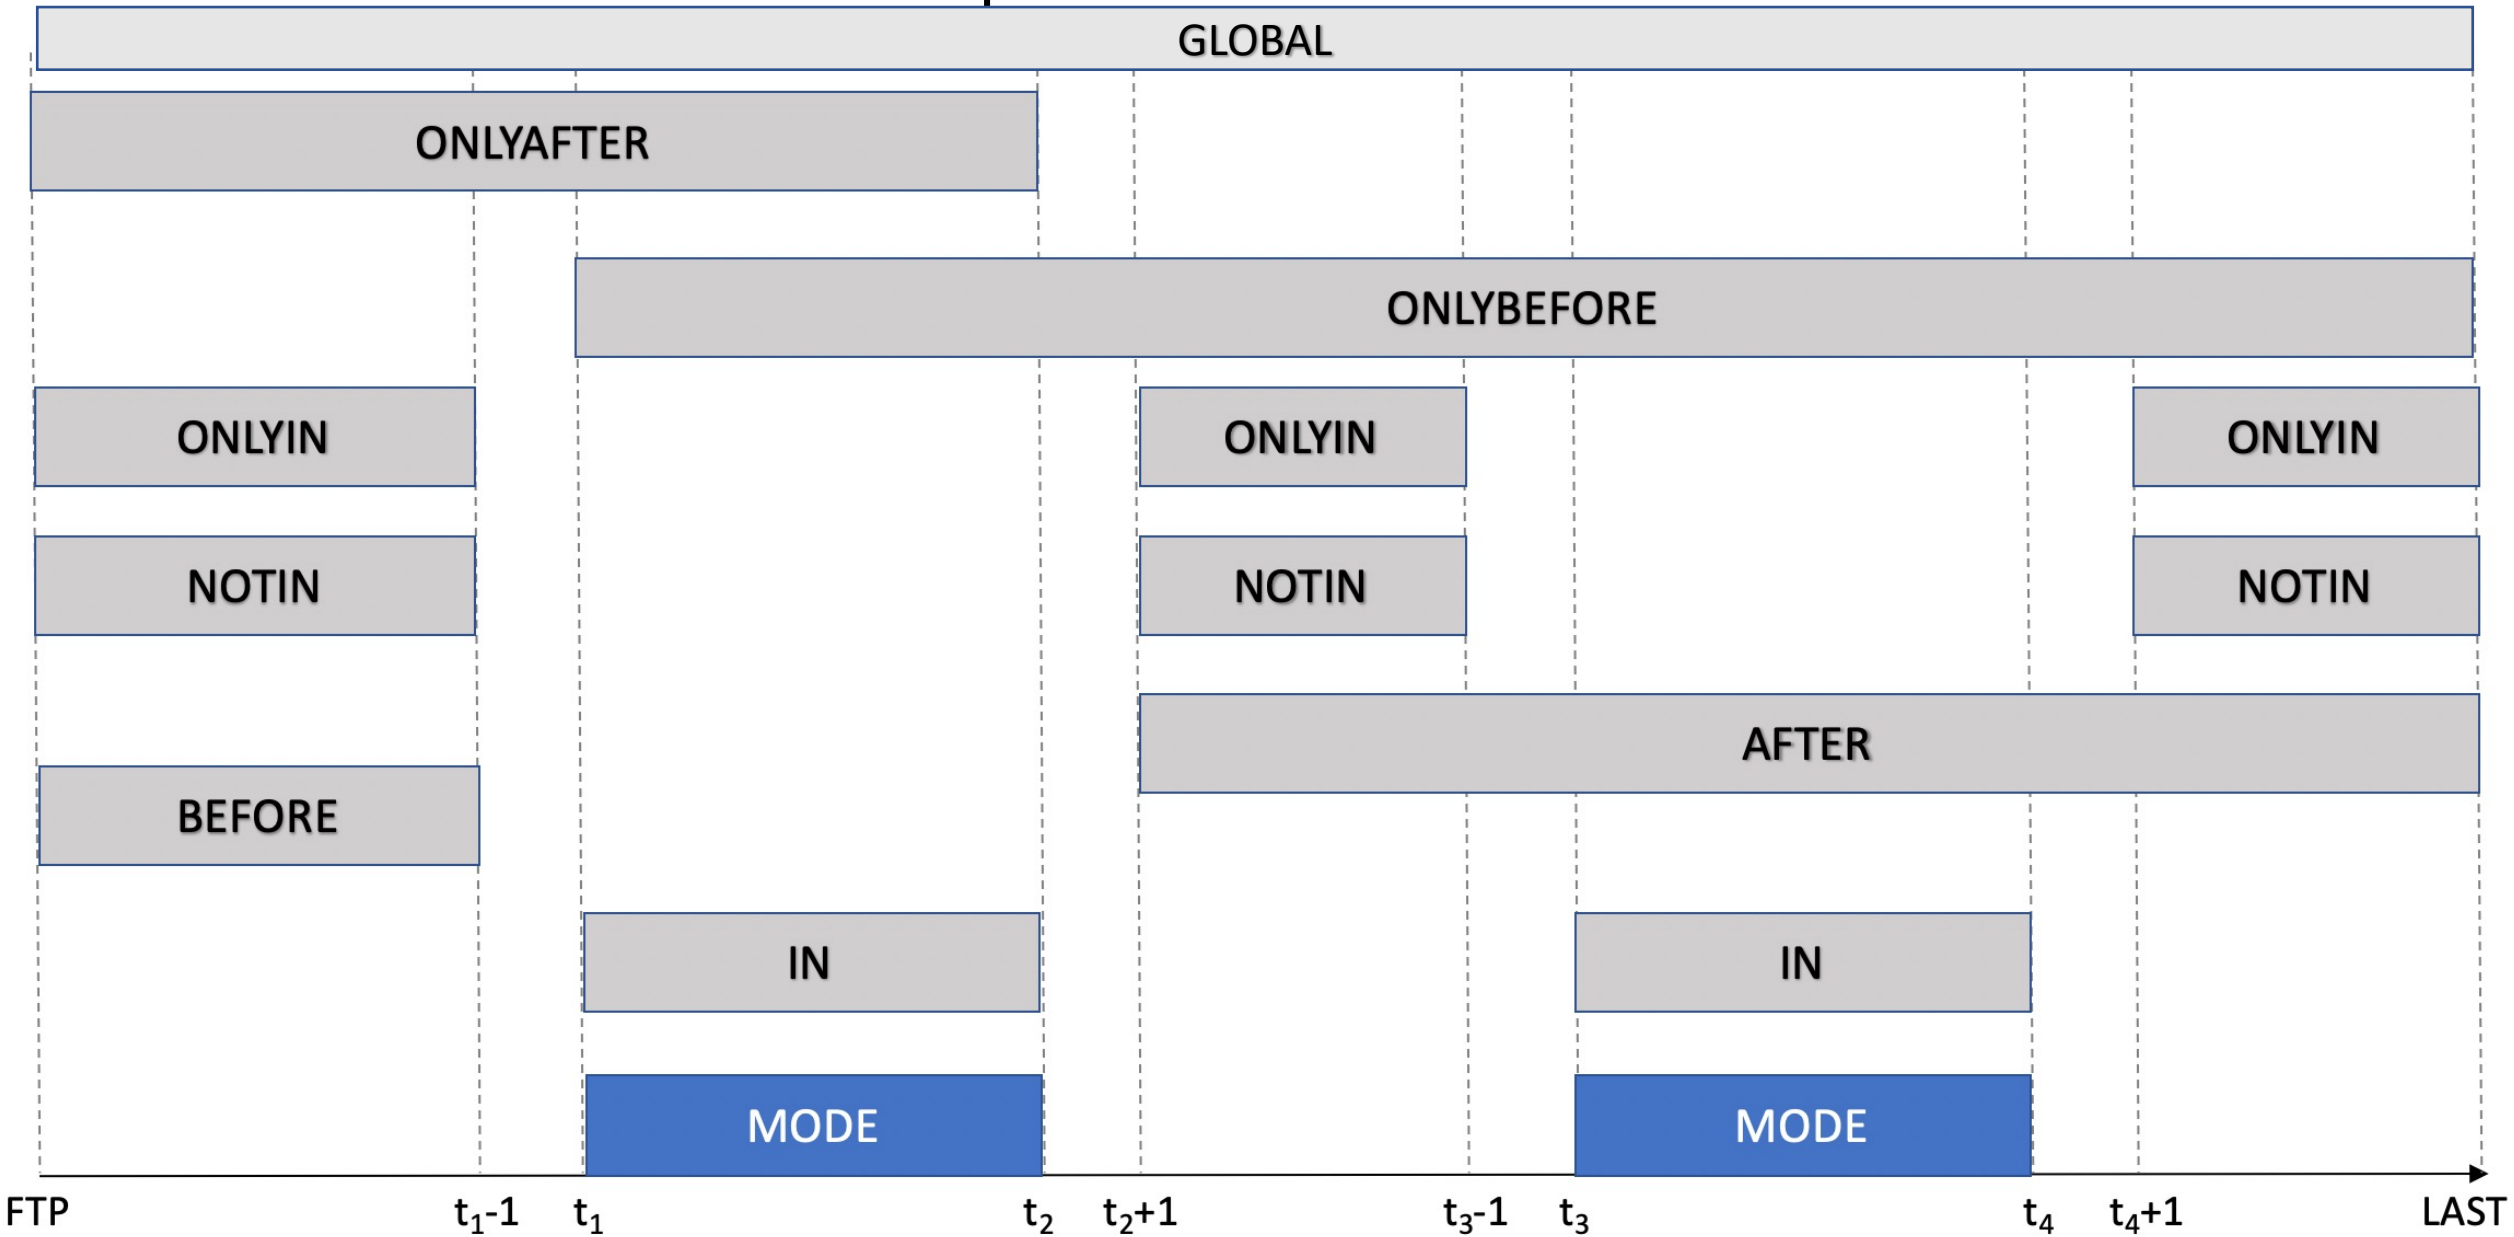 GLOBAL
ONLYAFTER
ONLYBEFORE
ONLYIN ONLYIN ONLYIN
NOTIN NOTIN NOTIN
AFTER
BEFORE
IN IN
MODE MODE
FTP t₁-1 t₁ t₂ t₂+1 t₃-1 t₃ t₄ t₄+1 LAST